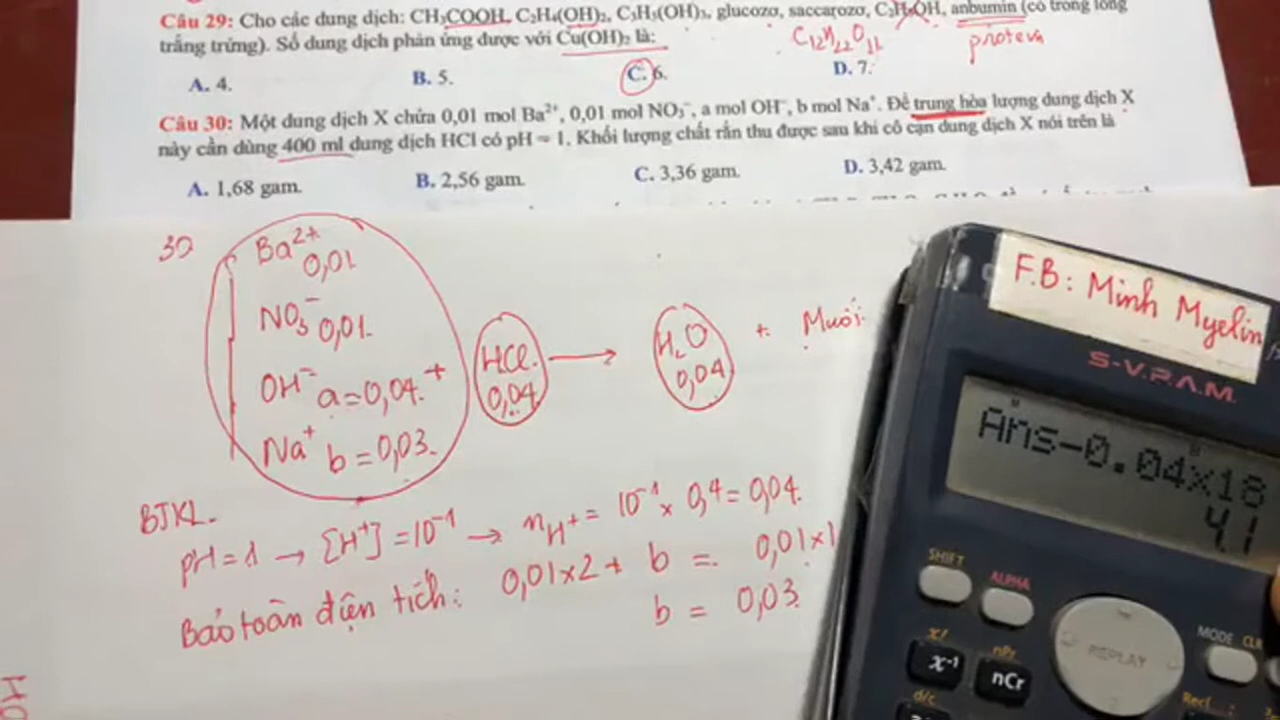 Câu 29: Cho các dung dịch: CH₃COOH, C₂H₄(OH)₂, C₃H₅(OH)₃, glucozơ, saccarozơ, C₂H₅OH, anbumin (có trong lòng
trắng trứng). Số dung dịch phản ứng được với Cu(OH)₂ là:
C₁₂H₂₂O₁₁
protein
A. 4. B. 5. C. 6. D. 7.
Câu 30: Một dung dịch X chứa 0,01 mol Ba²⁺, 0,01 mol NO₃⁻, a mol OH⁻, b mol Na⁺. Để trung hòa lượng dung dịch X
này cần dùng 400 ml dung dịch HCl có pH = 1. Khối lượng chất rắn thu được sau khi cô cạn dung dịch X nói trên là
A. 1,68 gam. B. 2,56 gam. C. 3,36 gam. D. 3,42 gam.
30
Ba²⁺ 0,01
NO₃⁻ 0,01.
OH⁻ a=0,04. + HCl. 0,04. → H₂O 0,04 + Muối.
Na⁺ b=0,03.
BTKL.
pH=1 → [H⁺]=10⁻¹ → nH⁺= 10⁻¹ × 0,4 = 0,04.
Bảo toàn điện tích: 0,01×2 + b = 0,01×1
b = 0,03.
F.B: Minh Myelin
S-V.P.A.M.
Ans-0.04×18
4.1
SHIFT
ALPHA
MODE CLR
REPLAY
x!
nPr
x⁻¹
nCr
Rec
d/c